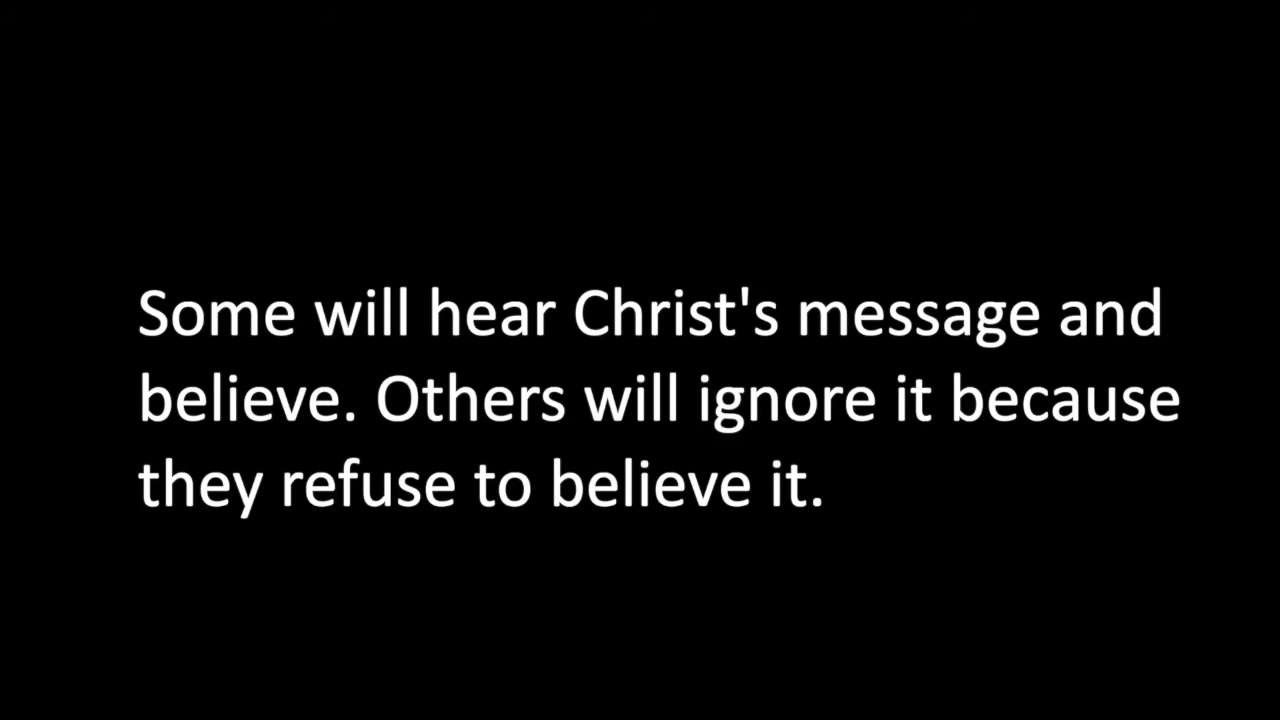 Some will hear Christ's message and
believe. Others will ignore it because
they refuse to believe it.